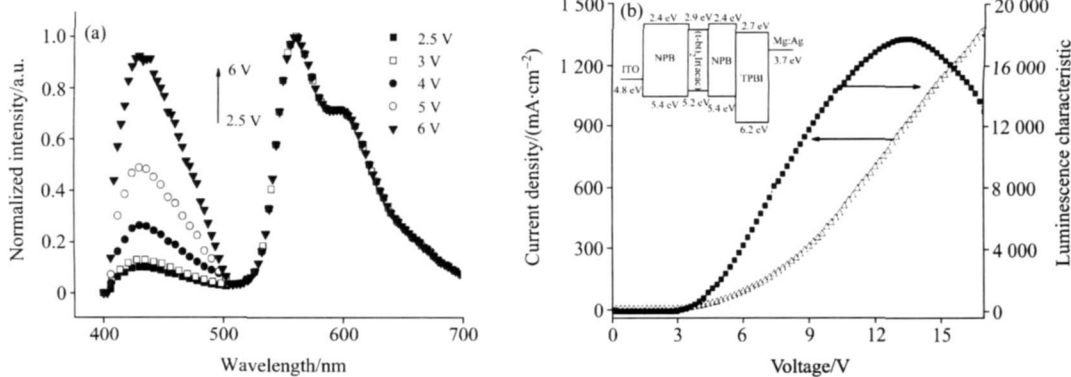 (a)
Normalized intensity/a.u.
1.0
0.8
0.6
0.4
0.2
0
6 V
2.5 V
2.5 V
3 V
4 V
5 V
6 V
400
500
600
700
Wavelength/nm
(b)
Current density/(mA·cm⁻²)
1 500
1 200
900
600
300
0
2.4 eV
2.9 eV
2.4 eV
2.7 eV
Mg:Ag
3.7 eV
ITO
4.8 eV
NPB
NPB
TPBI
5.4 eV
5.2 eV
5.4 eV
6.2 eV
20 000
16 000
12 000
8 000
4 000
0
Luminescence characteristic
0
3
6
9
12
15
Voltage/V